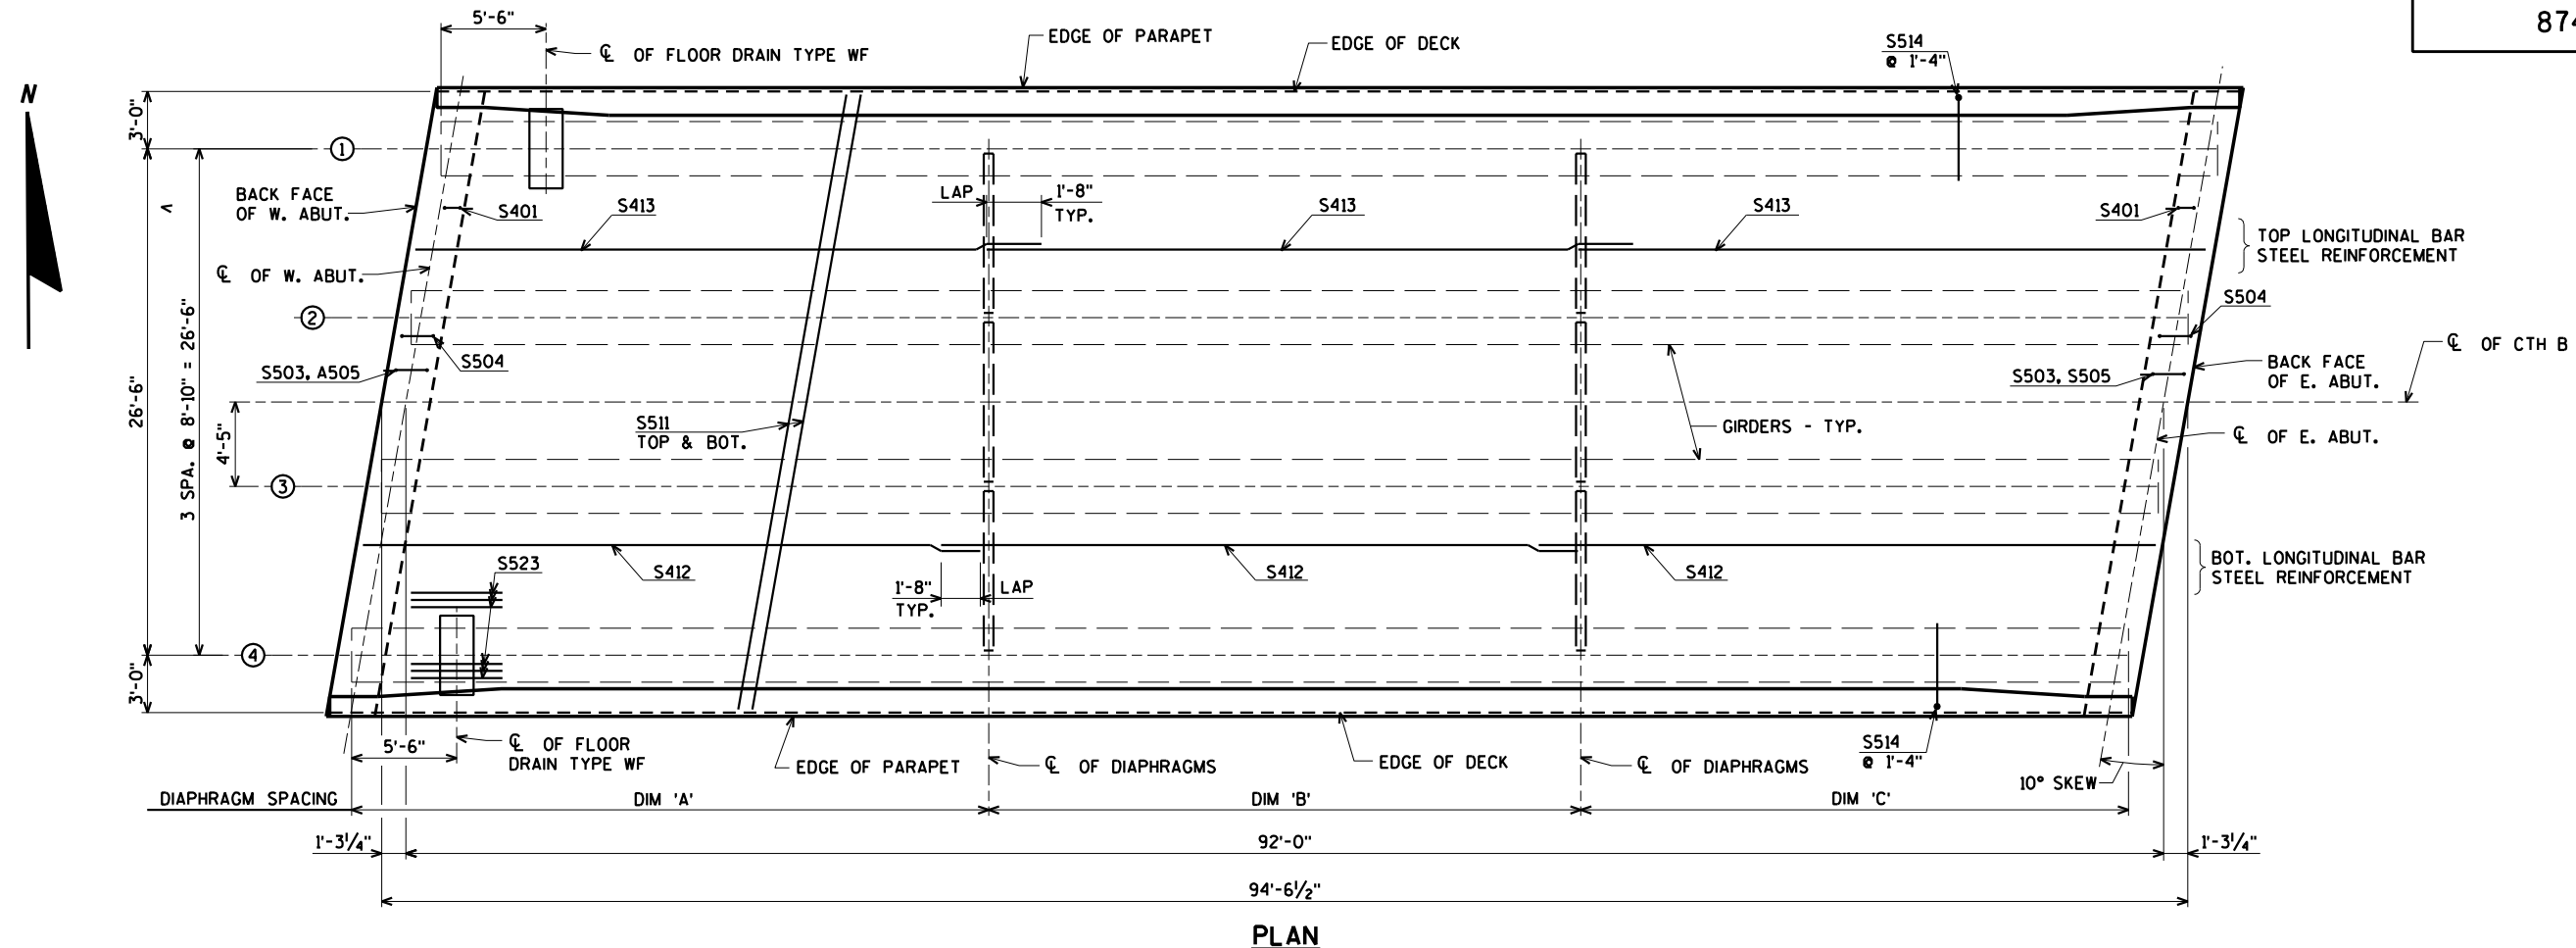 874
5'-6"
℄ OF FLOOR DRAIN TYPE WF
EDGE OF PARAPET
EDGE OF DECK
S514
@ 1'-4"
N
3'-0"
1
BACK FACE
OF W. ABUT.
S401
S413
LAP
1'-8"
TYP.
S413
S413
S401
TOP LONGITUDINAL BAR
STEEL REINFORCEMENT
℄ OF W. ABUT.
2
S504
S504
S503, A505
26'-6"
3 SPA. @ 8'-10" = 26'-6"
4'-5"
S511
TOP & BOT.
GIRDERS - TYP.
S503, S505
BACK FACE
OF E. ABUT.
℄ OF CTH B
℄ OF E. ABUT.
3
S523
S412
1'-8"
TYP.
LAP
S412
S412
BOT. LONGITUDINAL BAR
STEEL REINFORCEMENT
4
3'-0"
5'-6"
℄ OF FLOOR
DRAIN TYPE WF
EDGE OF PARAPET
℄ OF DIAPHRAGMS
EDGE OF DECK
℄ OF DIAPHRAGMS
S514
@ 1'-4"
10° SKEW
DIAPHRAGM SPACING
DIM 'A'
DIM 'B'
DIM 'C'
1'-3¼"
92'-0"
1'-3¼"
94'-6½"
PLAN